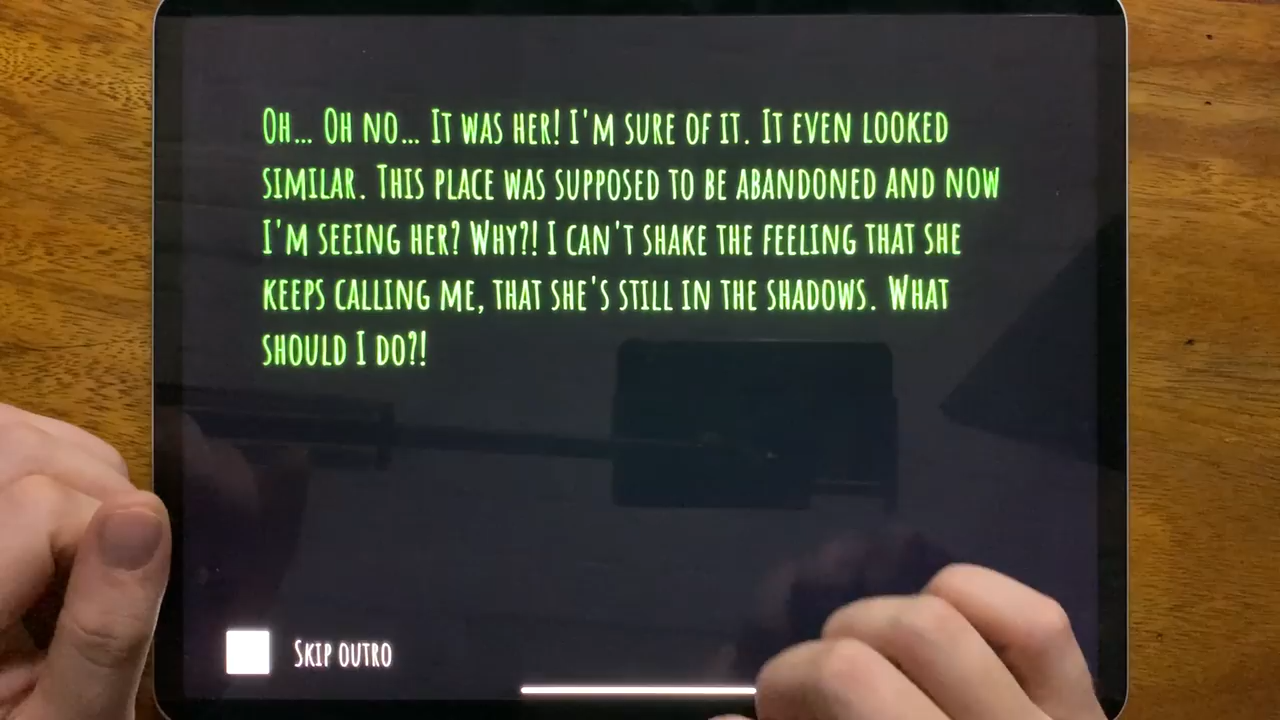 Oh... Oh no... It was her! I'm sure of it. It even looked
similar. This place was supposed to be abandoned and now
I'm seeing her? Why?! I can't shake the feeling that she
keeps calling me, that she's still in the shadows. What
should I do?!
Skip outro